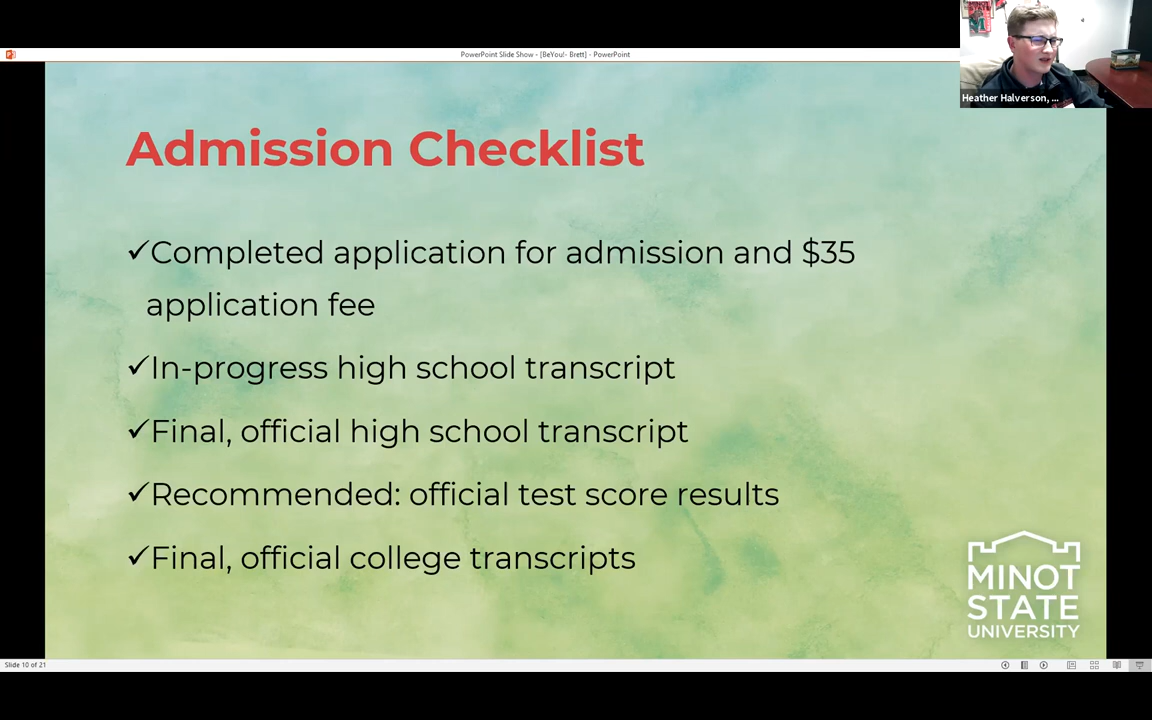 PowerPoint Slide Show - [BeYou!- Brett] - PowerPoint
Heather Halverson, ...
Admission Checklist
✓Completed application for admission and $35
application fee
✓In-progress high school transcript
✓Final, official high school transcript
✓Recommended: official test score results
✓Final, official college transcripts
MINOT
STATE
UNIVERSITY
Slide 10 of 21